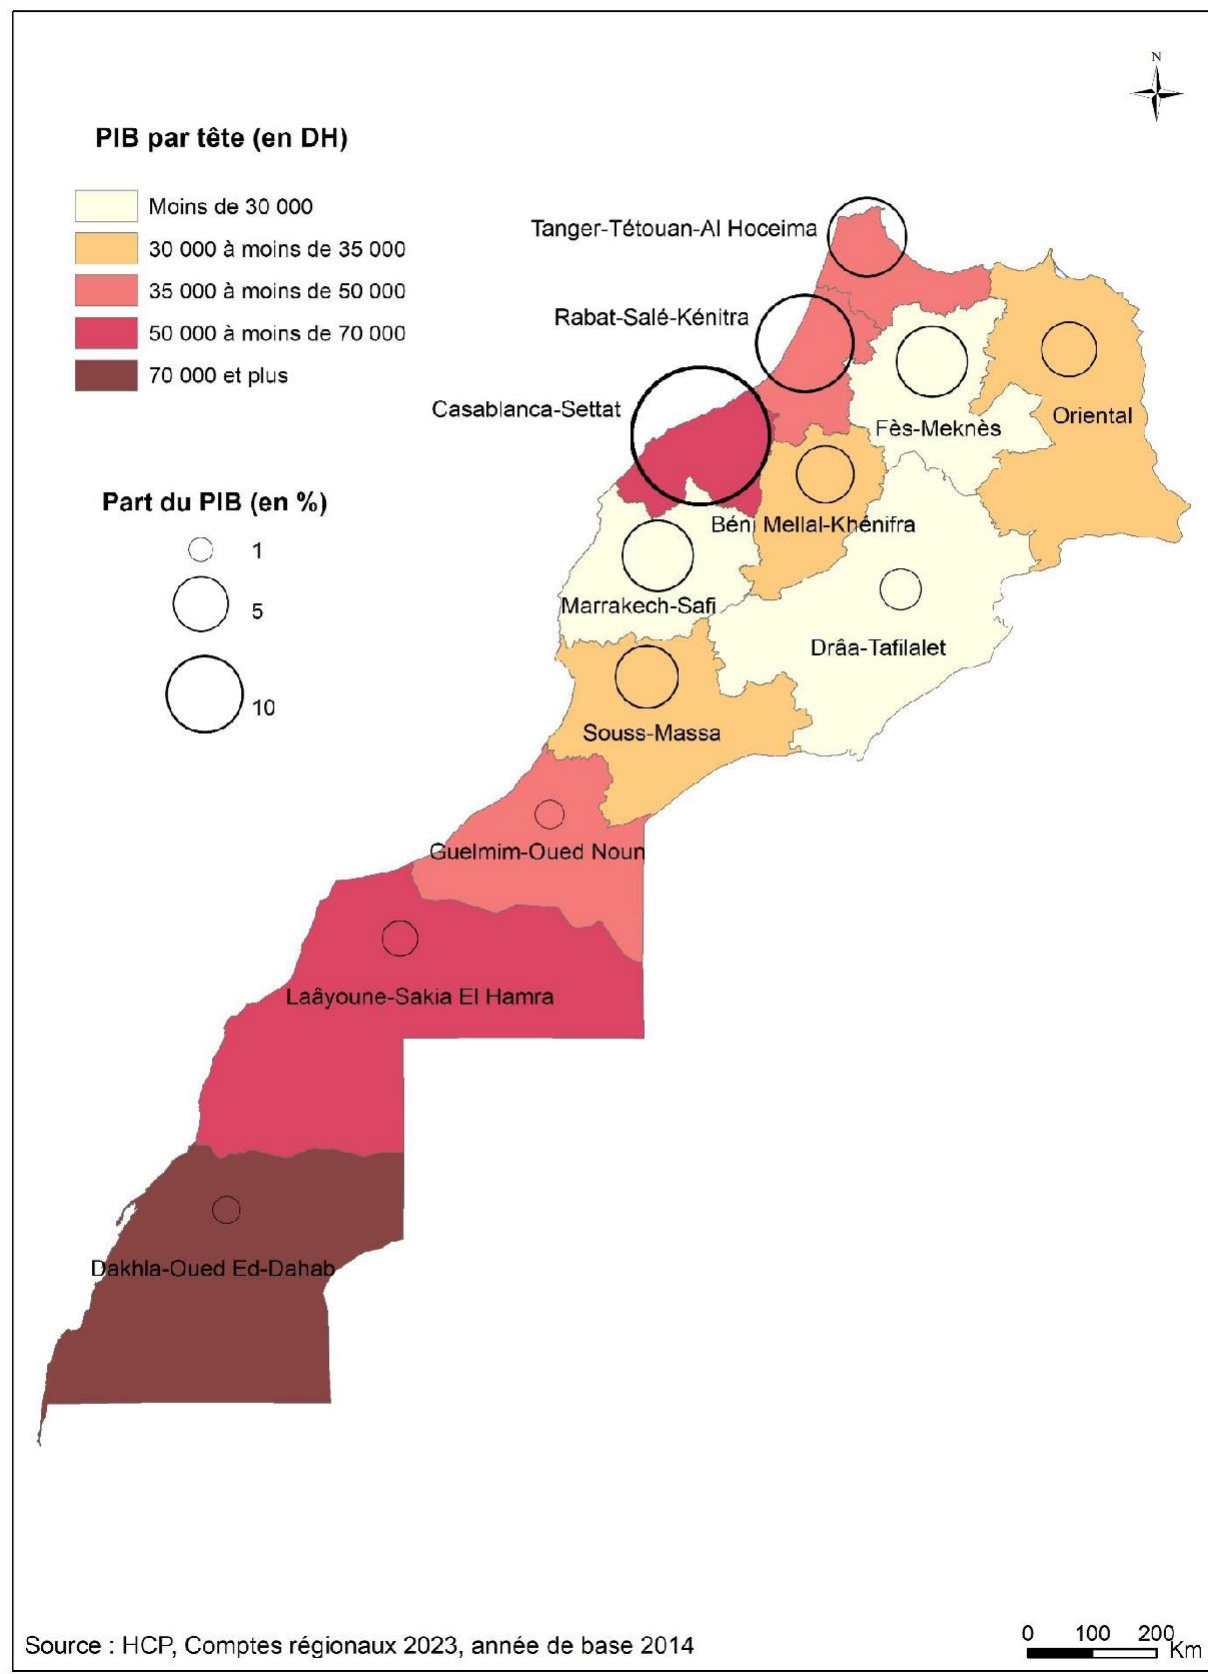 N
PIB par tête (en DH)
Moins de 30 000
30 000 à moins de 35 000
35 000 à moins de 50 000
50 000 à moins de 70 000
70 000 et plus
Tanger-Tétouan-Al Hoceima
Rabat-Salé-Kénitra
Casablanca-Settat
Fès-Meknès
Oriental
Part du PIB (en %)
1
5
10
Béni Mellal-Khénifra
Marrakech-Safi
Drâa-Tafilalet
Souss-Massa
Guelmim-Oued Noun
Laâyoune-Sakia El Hamra
Dakhla-Oued Ed-Dahab
Source : HCP, Comptes régionaux 2023, année de base 2014
0 100 200
Km